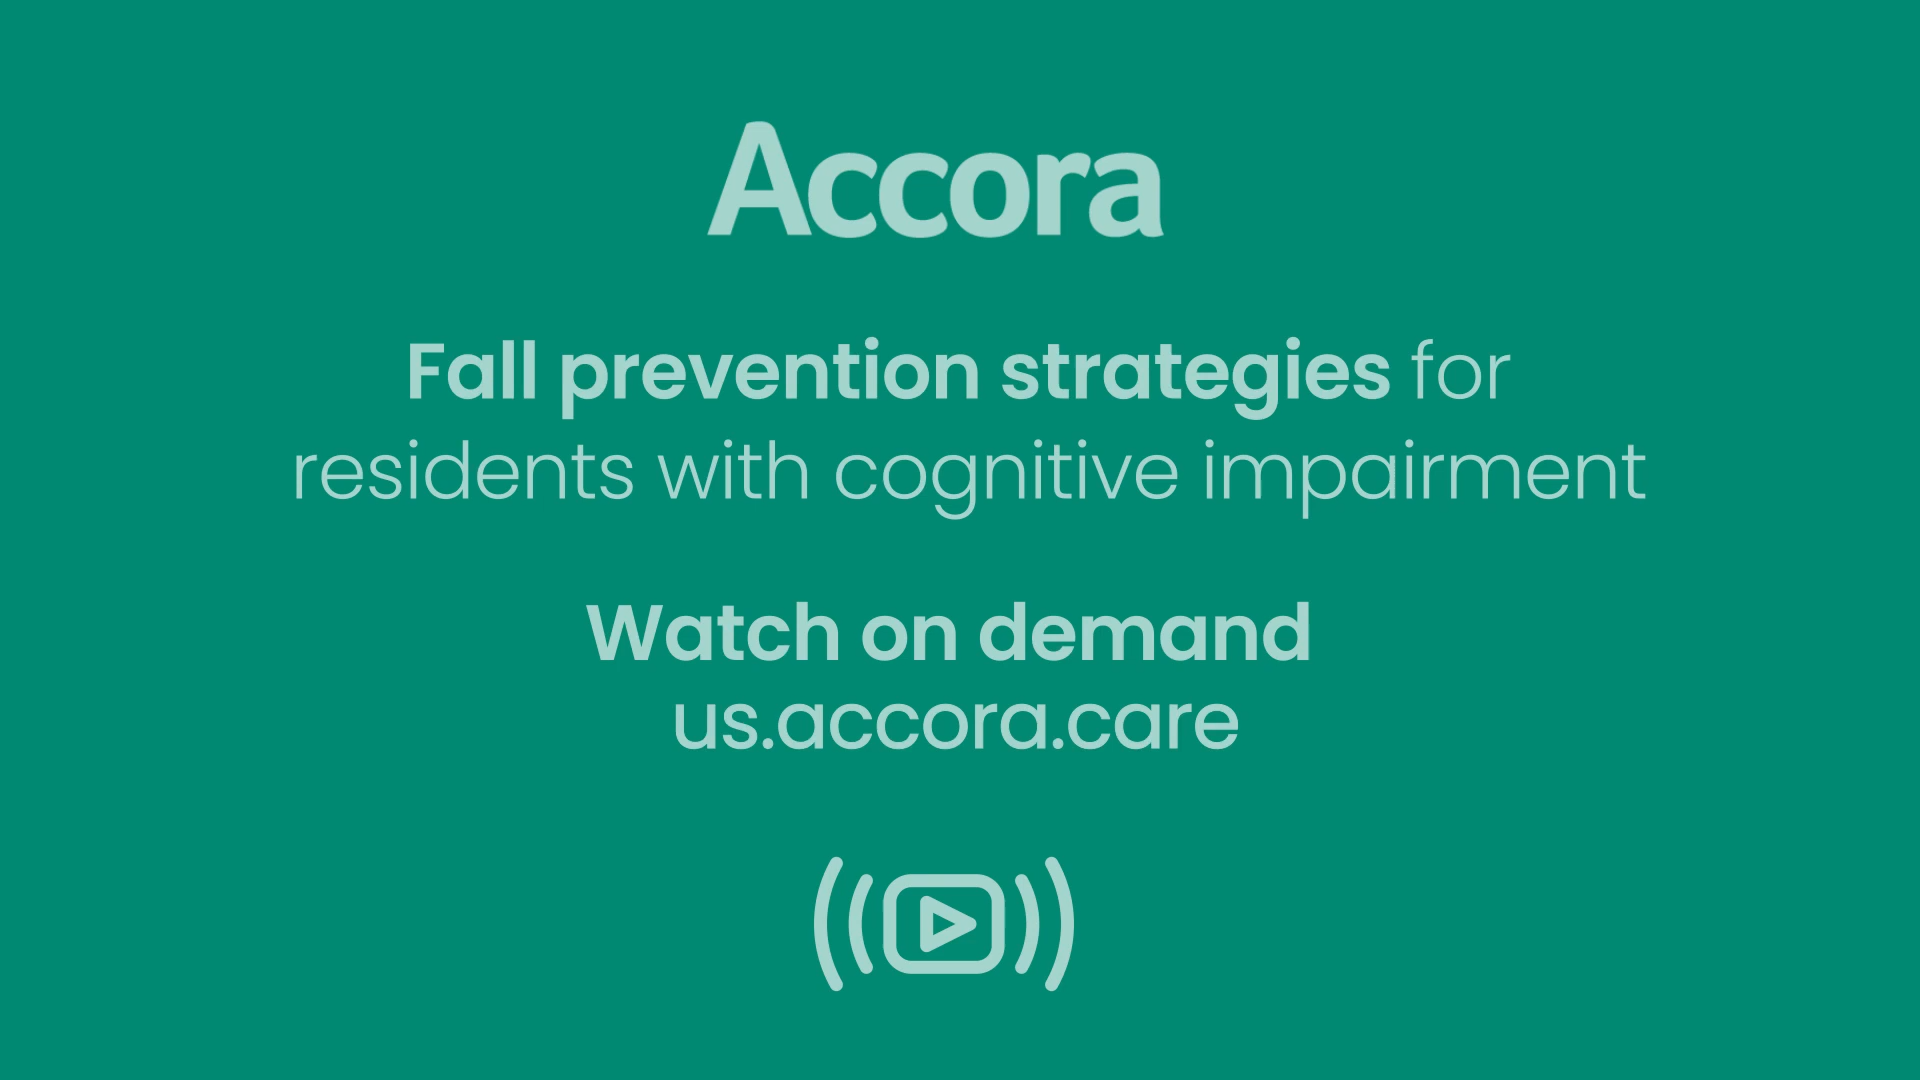 Accora
Fall prevention strategies for
residents with cognitive impairment
Watch on demand
us.accora.care